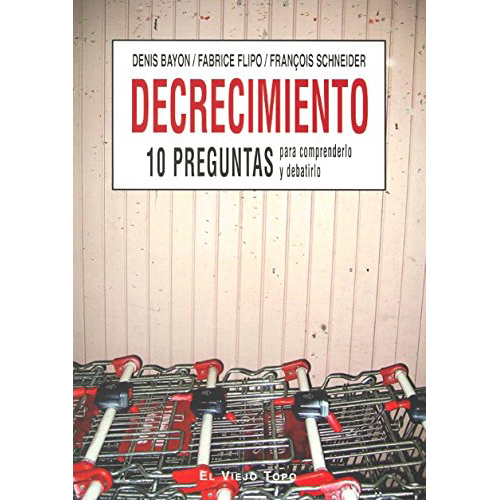 DENIS BAYON / FABRICE FLIPO / FRANÇOIS SCHNEIDER
DECRECIMIENTO
10 PREGUNTAS para comprenderlo
y debatirlo
EL VIEJO TOPO